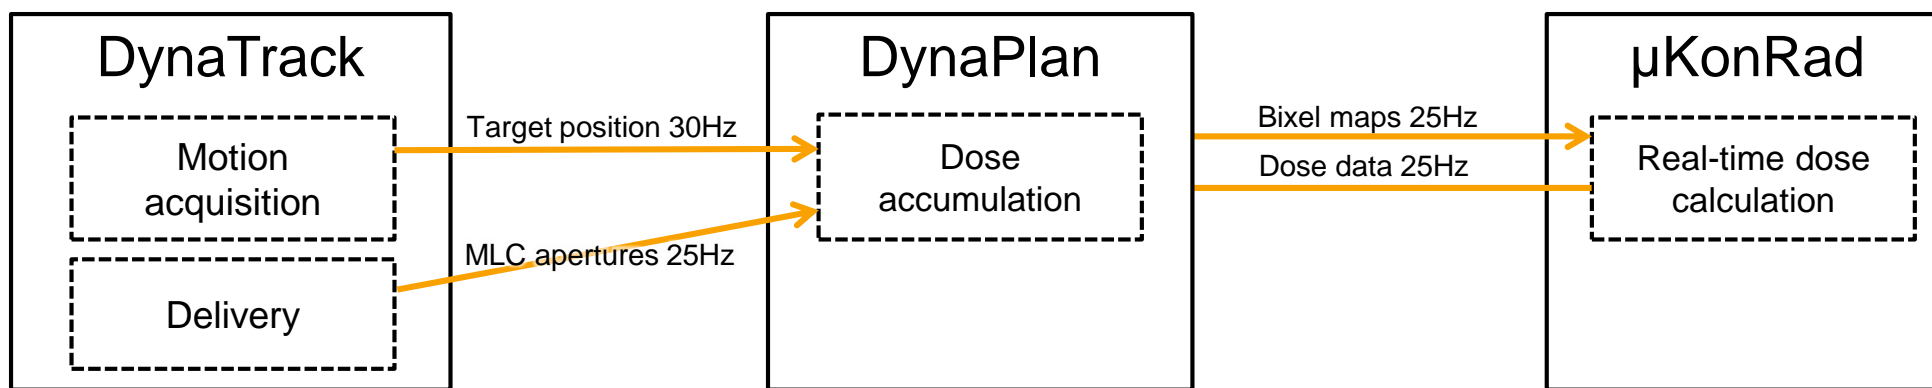 DynaTrack
Motion
acquisition
Delivery
Target position 30Hz
MLC apertures 25Hz
DynaPlan
Dose
accumulation
Bixel maps 25Hz
Dose data 25Hz
µKonRad
Real-time dose
calculation